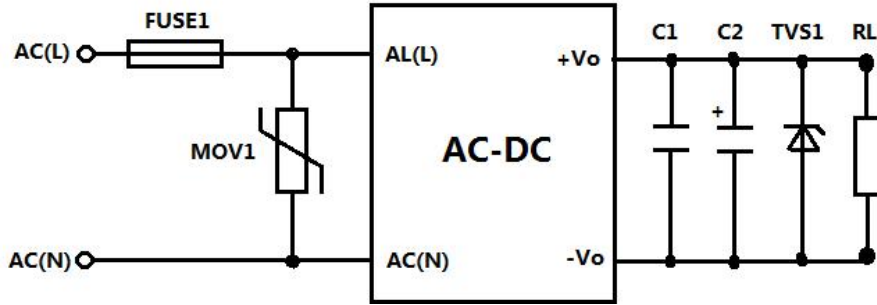 FUSE1
C1 C2 TVS1 RL
AC(L) AL(L) +Vo
+
MOV1 AC-DC
AC(N) AC(N) -Vo